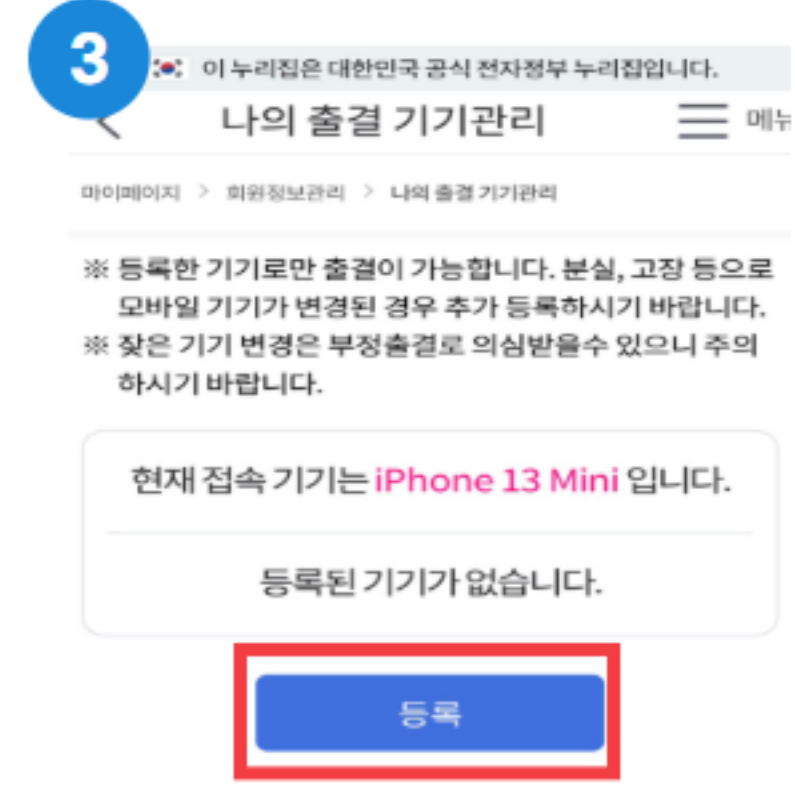 3
이 누리집은 대한민국 공식 전자정부 누리집입니다.
< 나의 출결 기기관리 메뉴
마이페이지 > 회원정보관리 > 나의 출결 기기관리
※ 등록한 기기로만 출결이 가능합니다. 분실, 고장 등으로
모바일 기기가 변경된 경우 추가 등록하시기 바랍니다.
※ 잦은 기기 변경은 부정출결로 의심받을수 있으니 주의
하시기 바랍니다.
현재 접속 기기는 iPhone 13 Mini 입니다.
등록된 기기가 없습니다.
등록